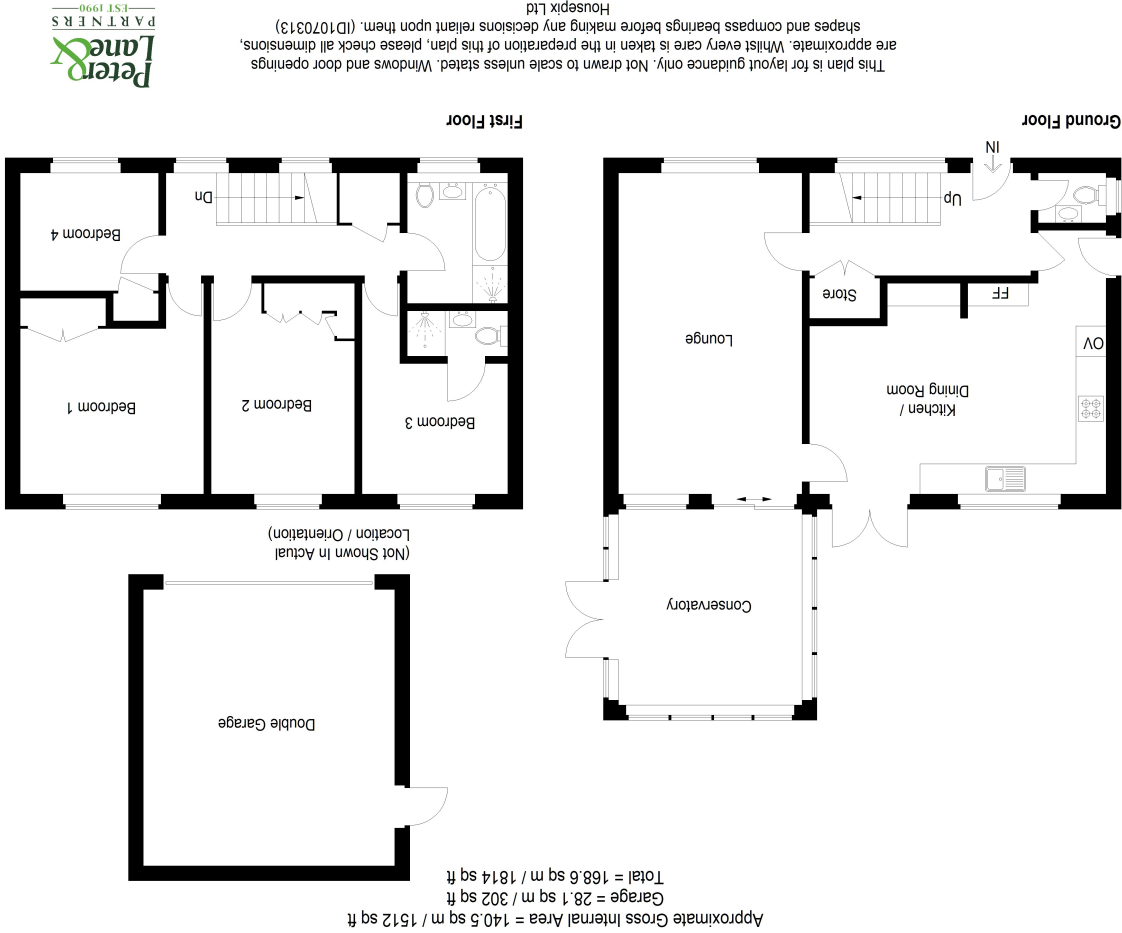 Approximate Gross Internal Area = 140.5 sq m / 1512 sq ft
Garage = 28.1 sq m / 302 sq ft
Total = 168.6 sq m / 1814 sq ft
Double Garage
(Not Shown In Actual
Location / Orientation)
Conservatory
Kitchen /
Dining Room
Lounge
OV
FF
Store
Up
IN
Ground Floor
Bedroom 3
Bedroom 2
Bedroom 1
Bedroom 4
Dn
First Floor
This plan is for layout guidance only. Not drawn to scale unless stated. Windows and door openings
are approximate. Whilst every care is taken in the preparation of this plan, please check all dimensions,
shapes and compass bearings before making any decisions reliant upon them. (ID1070313)
Housepix Ltd
Peter &
Lane
PARTNERS
EST 1990